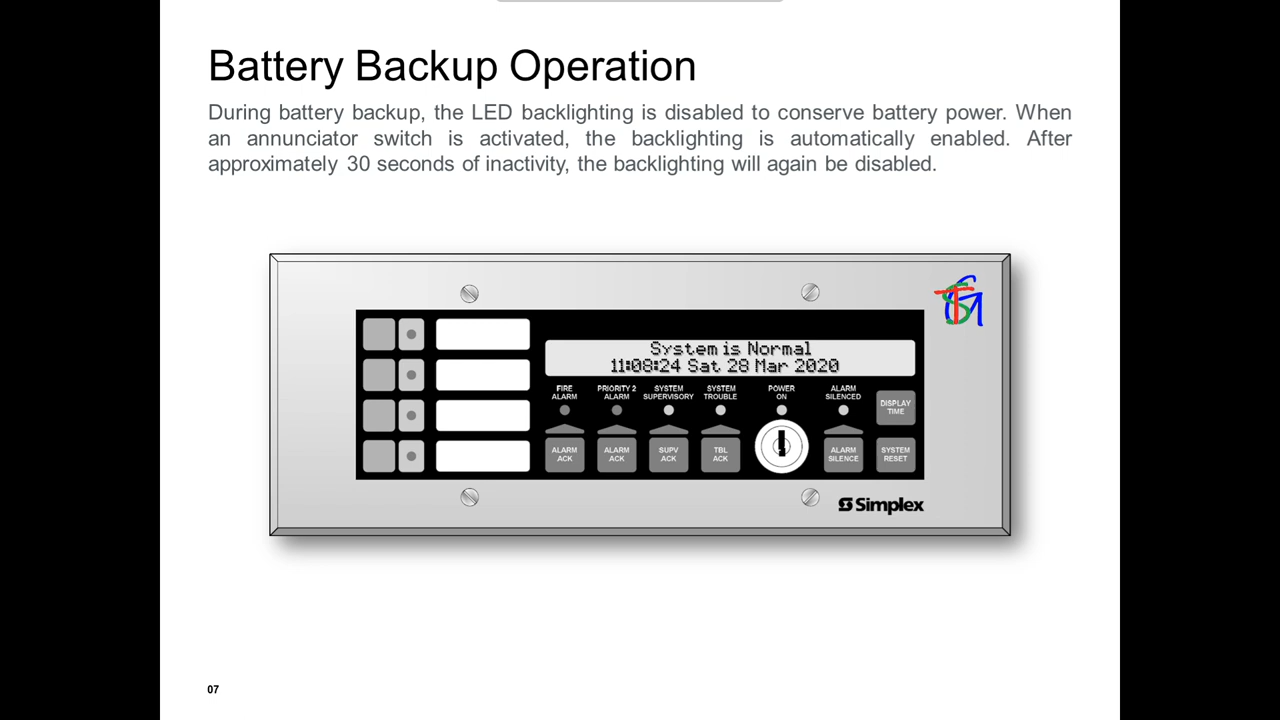 Battery Backup Operation
During battery backup, the LED backlighting is disabled to conserve battery power. When
an annunciator switch is activated, the backlighting is automatically enabled. After
approximately 30 seconds of inactivity, the backlighting will again be disabled.
TSG
System is Normal
11:08:24 Sat 28 Mar 2020
FIRE ALARM
PRIORITY 2 ALARM
SYSTEM SUPERVISORY
SYSTEM TROUBLE
POWER ON
ALARM SILENCED
DISPLAY TIME
ALARM ACK
ALARM ACK
SUPV ACK
TBL ACK
ALARM SILENCE
SYSTEM RESET
Simplex
07